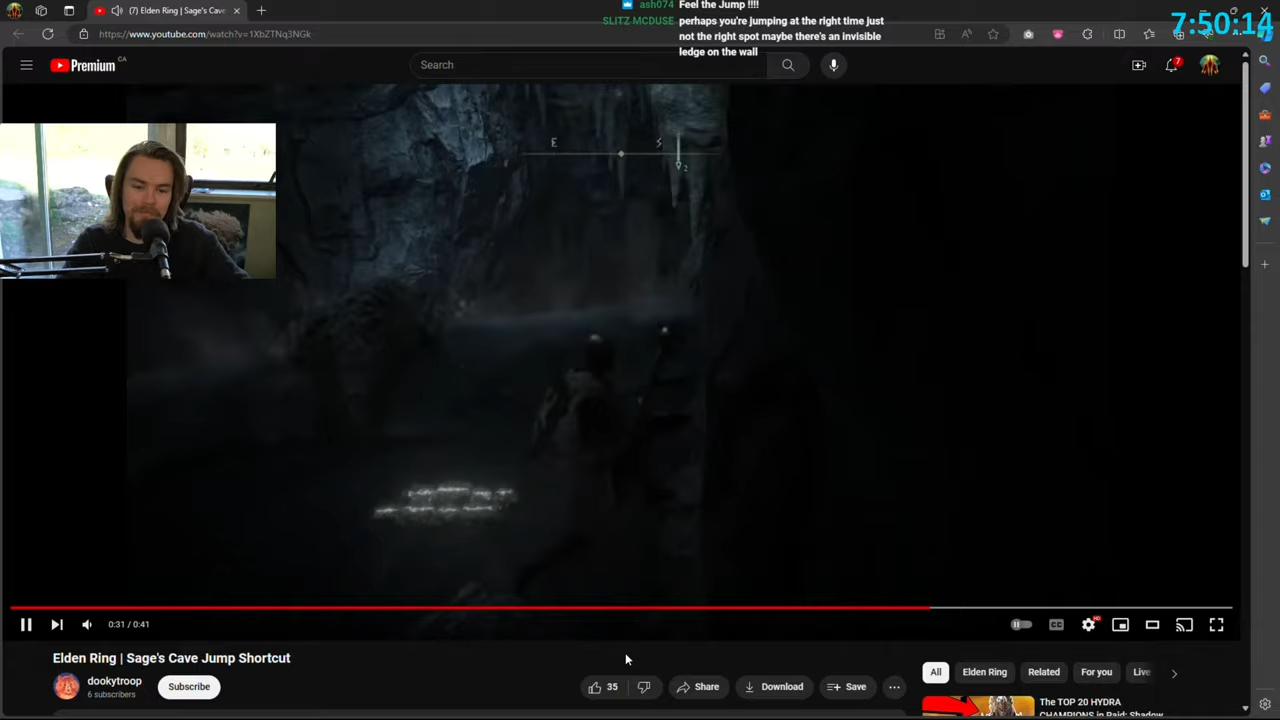 ash074 Feel the Jump !!!!
SLITZ MCDUSE perhaps you're jumping at the right time just
not the right spot maybe there's an invisible
ledge on the wall
7:50:14
(7) Elden Ring | Sage's Cave
https://www.youtube.com/watch?v=1XbZTNq3NGk
Premium CA
Search
7
E S
2
0:31 / 0:41
CC
HD
Elden Ring | Sage's Cave Jump Shortcut
dookytroop
6 subscribers
Subscribe
35
Share
Download
Save
All
Elden Ring
Related
For you
Live
The TOP 20 HYDRA
CHAMPIONS in Raid: Shadow